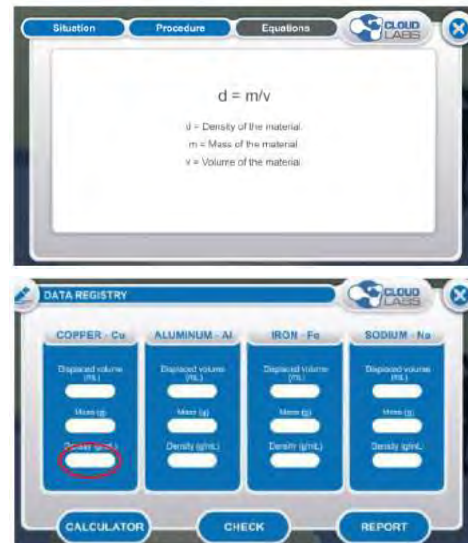 Situation
Procedure
Equations
CLOUD
LABS
d = m/v
d = Density of the material
m = Mass of the material
v = Volume of the material
DATA REGISTRY
CLOUD
LABS
COPPER - Cu
ALUMINUM - Al
IRON - Fe
SODIUM - Na
Displaced volume
(mL)
Displaced volume
(mL)
Displaced volume
(mL)
Displaced volume
(mL)
Mass (g)
Mass (g)
Mass (g)
Mass (g)
Density (g/mL)
Density (g/mL)
Density (g/mL)
Density (g/mL)
CALCULATOR
CHECK
REPORT